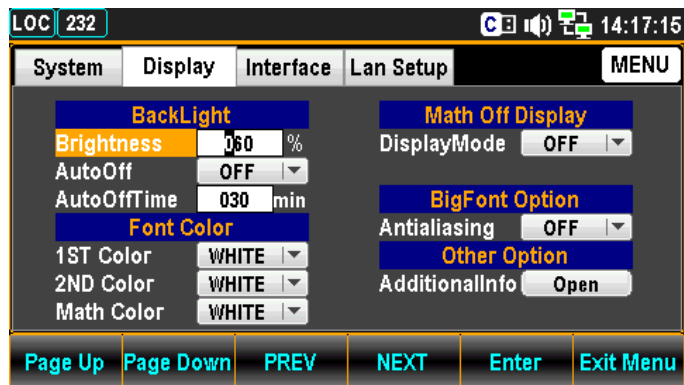 LOC 232 C 14:17:15
System Display Interface Lan Setup MENU
BackLight
Brightness 060 %
AutoOff OFF
AutoOffTime 030 min
Font Color
1ST Color WHITE
2ND Color WHITE
Math Color WHITE
Math Off Display
DisplayMode OFF
BigFont Option
Antialiasing OFF
Other Option
AdditionalInfo Open
Page Up Page Down PREV NEXT Enter Exit Menu